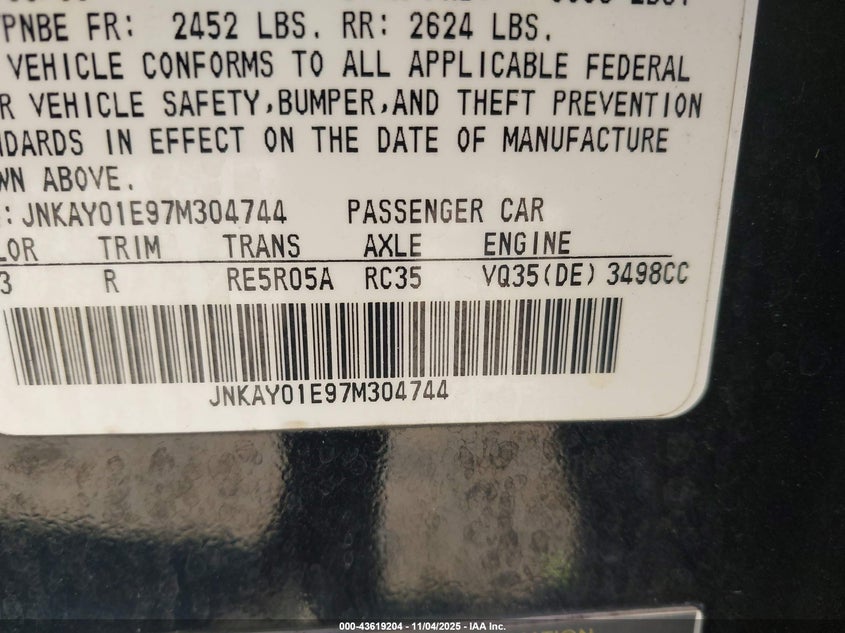 PNBE FR: 2452 LBS. RR: 2624 LBS.
VEHICLE CONFORMS TO ALL APPLICABLE FEDERAL
R VEHICLE SAFETY,BUMPER,AND THEFT PREVENTION
NDARDS IN EFFECT ON THE DATE OF MANUFACTURE
WN ABOVE.
:JNKAY01E97M304744 PASSENGER CAR
LOR TRIM TRANS AXLE ENGINE
3 R RE5R05A RC35 VQ35(DE) 3498CC
JNKAY01E97M304744
000-43619204 - 11/04/2025 - IAA Inc.